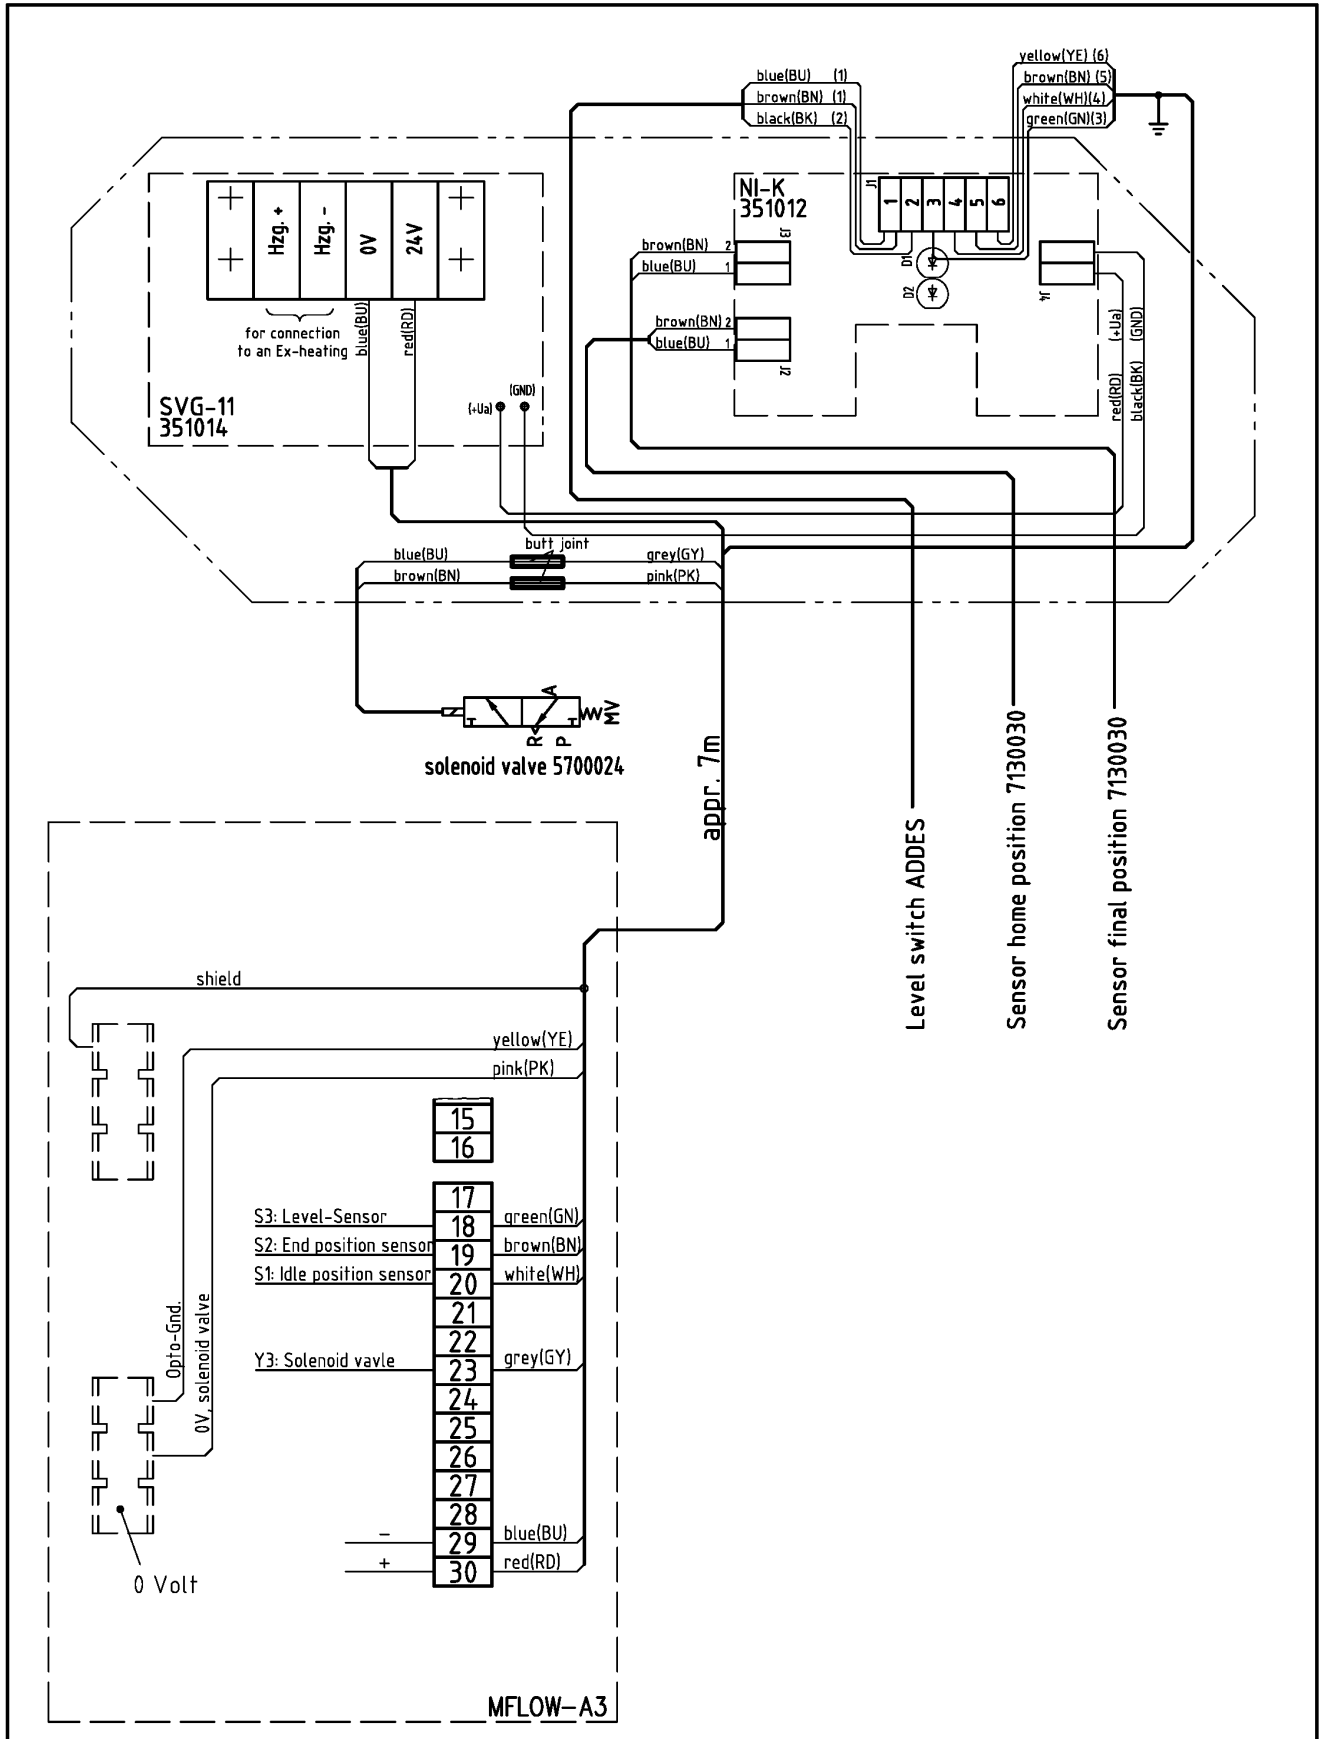 yellow(YE) (6)
blue(BU) (1)
brown(BN) (5)
brown(BN) (1)
white(WH)(4)
black(BK) (2)
green(GN)(3)
NI-K
351012
J1
1 2 3 4 5 6
Hzg. +
Hzg. -
0V
24V
J3
brown(BN) 2
blue(BU) 1
D1
D2
J4
for connection
to an Ex-heating
blue(BU)
red(RD)
brown(BN) 2
blue(BU) 1
J2
(+Ua)
(GND)
red(RD)
black(BK)
SVG-11
351014
(+Ua)
(GND)
butt joint
blue(BU)
grey(GY)
brown(BN)
pink(PK)
A
MV
R
P
solenoid valve 5700024
appr. 7m
Level switch ADDES
Sensor home position 7130030
Sensor final position 7130030
shield
yellow(YE)
pink(PK)
15
16
17
S3: Level-Sensor 18 green(GN)
S2: End position sensor 19 brown(BN)
S1: Idle position sensor 20 white(WH)
21
22
Y3: Solenoid vavle 23 grey(GY)
24
25
26
27
28
- 29 blue(BU)
+ 30 red(RD)
Opto-Gnd.
0V, solenoid valve
0 Volt
MFLOW-A3